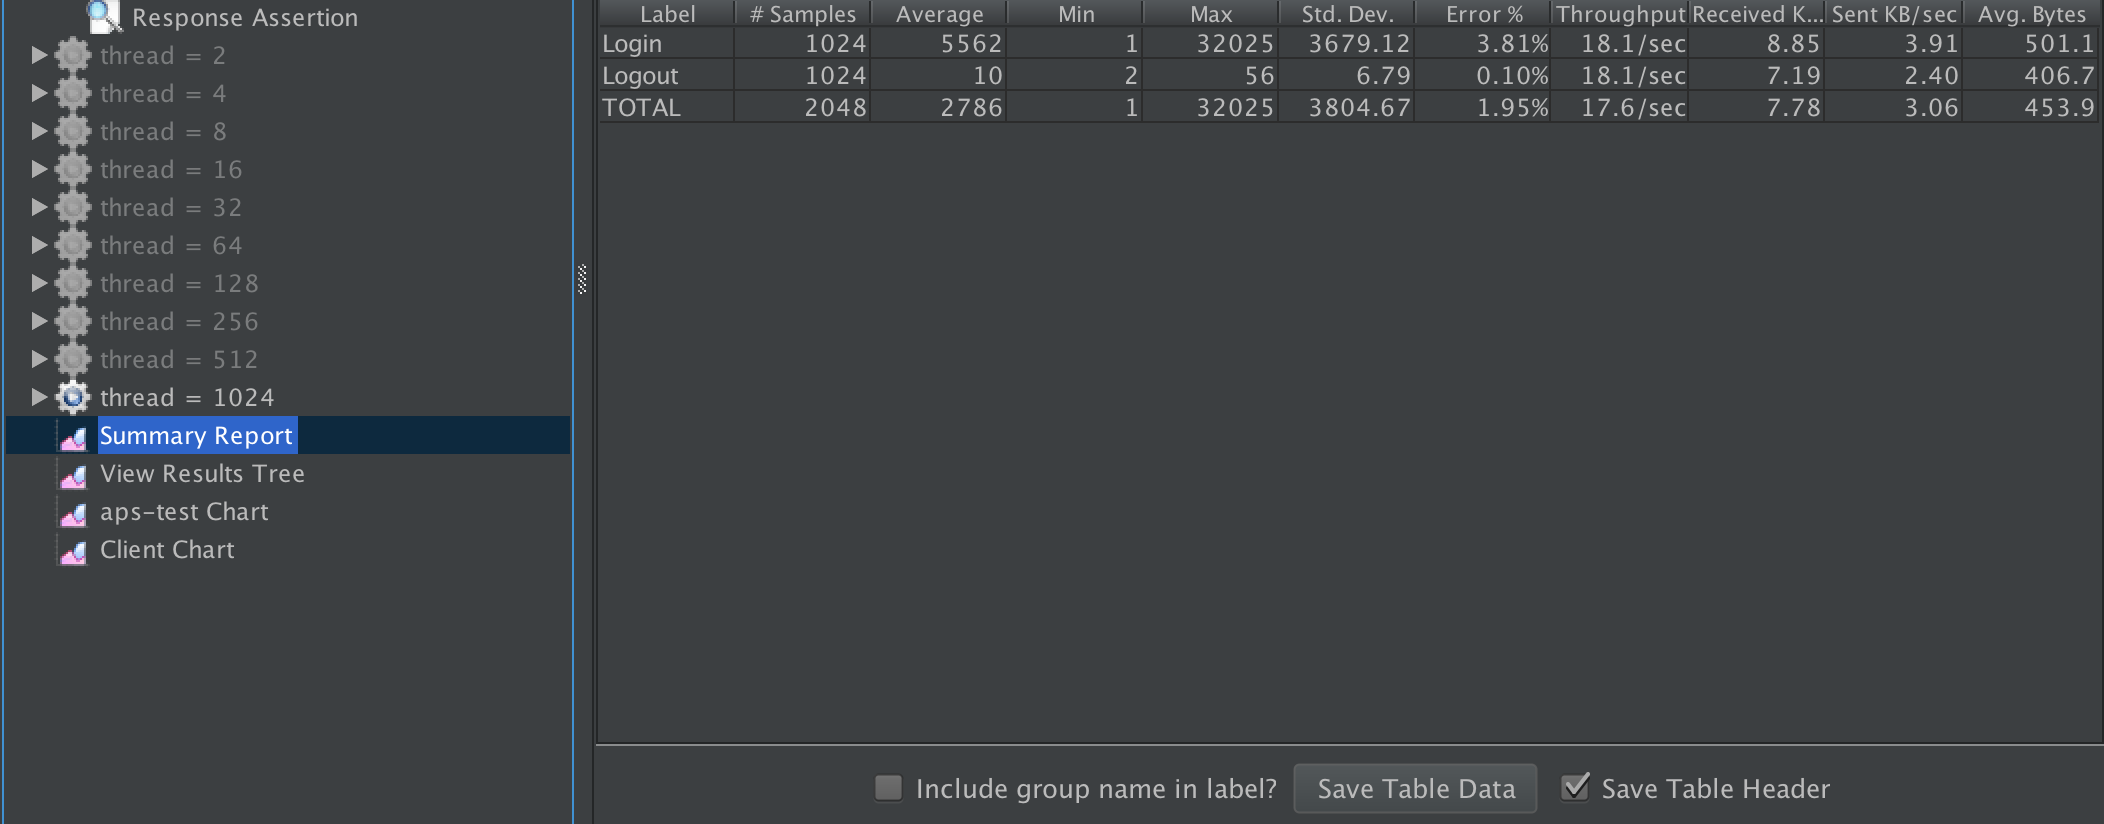 Response Assertion
thread = 2
thread = 4
thread = 8
thread = 16
thread = 32
thread = 64
thread = 128
thread = 256
thread = 512
thread = 1024
Summary Report
View Results Tree
aps-test Chart
Client Chart
Label # Samples Average Min Max Std. Dev. Error % Throughput Received K... Sent KB/sec Avg. Bytes
Login 1024 5562 1 32025 3679.12 3.81% 18.1/sec 8.85 3.91 501.1
Logout 1024 10 2 56 6.79 0.10% 18.1/sec 7.19 2.40 406.7
TOTAL 2048 2786 1 32025 3804.67 1.95% 17.6/sec 7.78 3.06 453.9
Include group name in label? Save Table Data Save Table Header